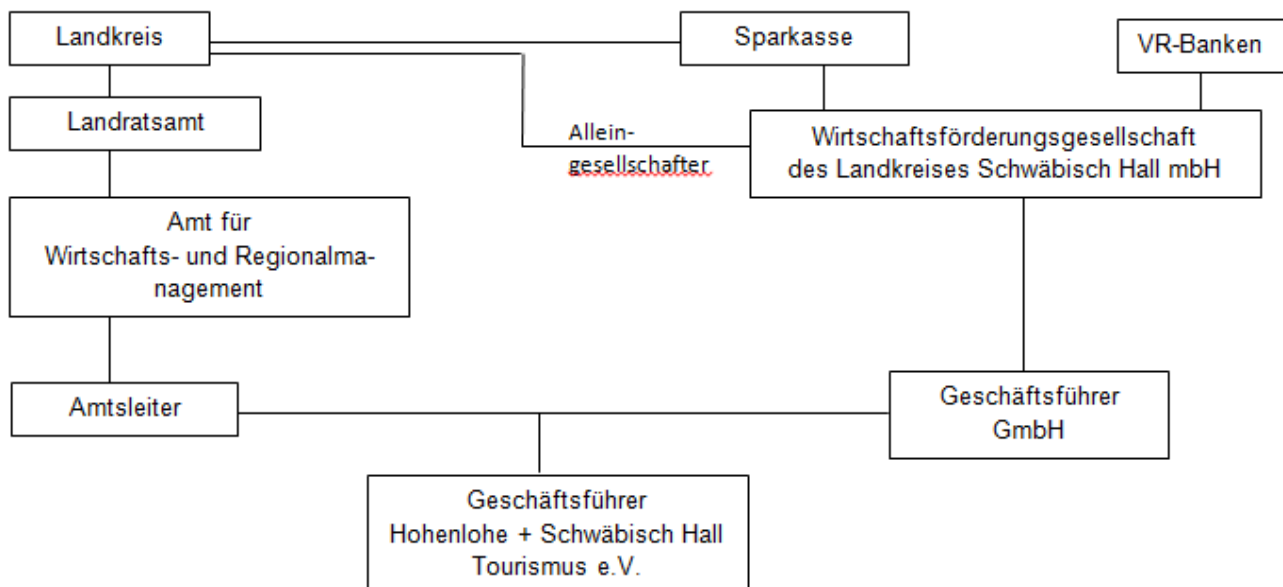 Landkreis
Sparkasse
VR-Banken
Landratsamt
Allein-
gesellschafter
Wirtschaftsförderungsgesellschaft
des Landkreises Schwäbisch Hall mbH
Amt für
Wirtschafts- und Regionalma-
nagement
Amtsleiter
Geschäftsführer
GmbH
Geschäftsführer
Hohenlohe + Schwäbisch Hall
Tourismus e.V.